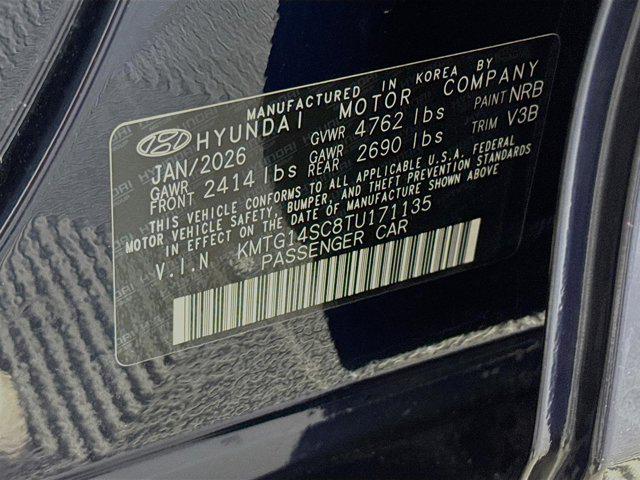 MANUFACTURED IN KOREA BY
HYUNDAI MOTOR COMPANY
JAN/2026 GVWR 4762 lbs PAINT NRB
GAWR FRONT 2414 lbs GAWR REAR 2690 lbs TRIM V3B
THIS VEHICLE CONFORMS TO ALL APPLICABLE U.S.A. FEDERAL
MOTOR VEHICLE SAFETY, BUMPER, AND THEFT PREVENTION STANDARDS
IN EFFECT ON THE DATE OF MANUFACTURE SHOWN ABOVE
V.I.N KMTG14SC8TU171135
PASSENGER CAR